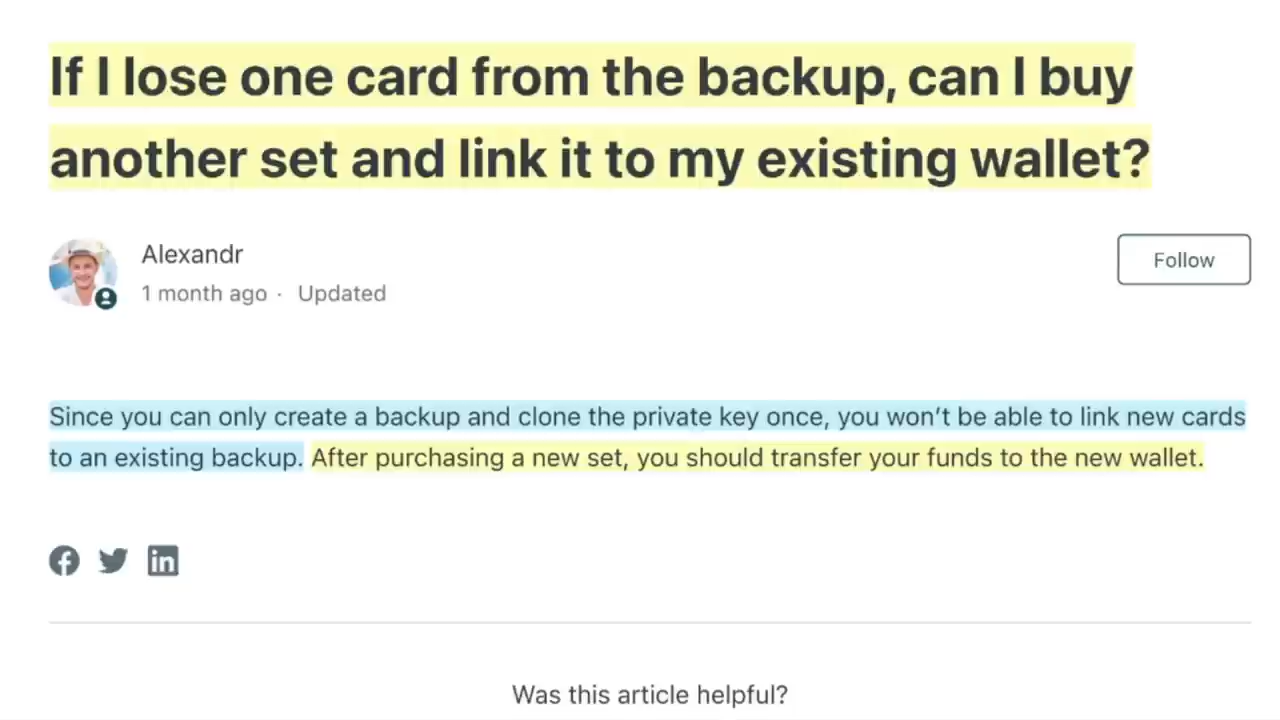 If I lose one card from the backup, can I buy
another set and link it to my existing wallet?
Alexandr
1 month ago · Updated
Follow
Since you can only create a backup and clone the private key once, you won’t be able to link new cards
to an existing backup. After purchasing a new set, you should transfer your funds to the new wallet.
Was this article helpful?